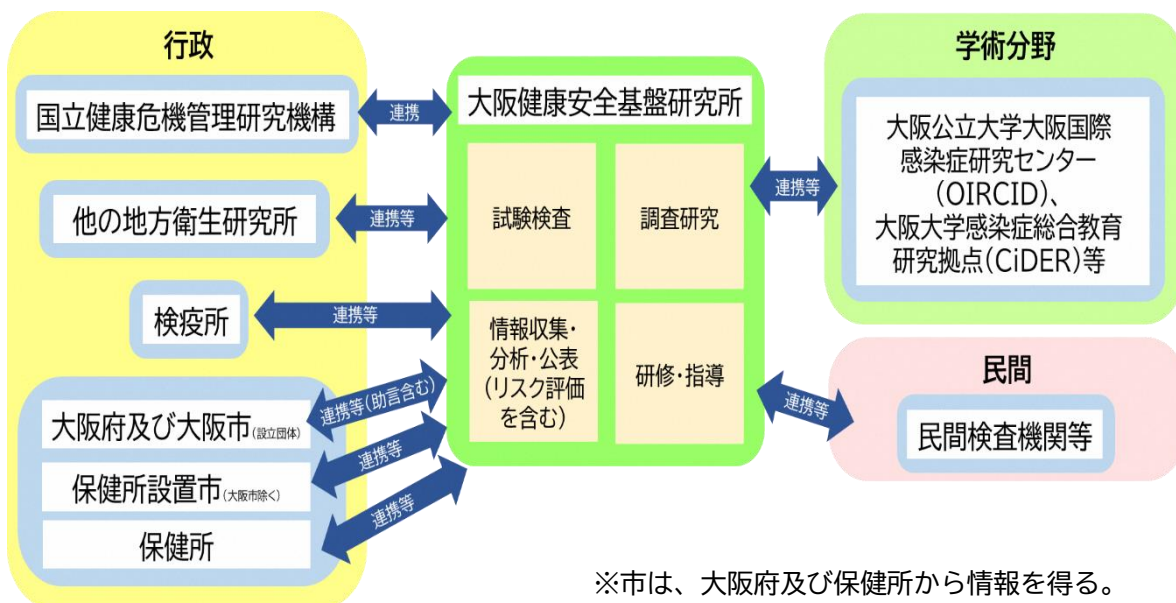 行政
国立健康危機管理研究機構
連携
他の地方衛生研究所
連携等
検疫所
連携等
大阪府及び大阪市(設立団体)
連携等(助言含む)
保健所設置市(大阪市除く)
連携等
保健所
連携等
大阪健康安全基盤研究所
試験検査
調査研究
情報収集・
分析・公表
(リスク評価
を含む)
研修・指導
学術分野
連携等
大阪公立大学大阪国際
感染症研究センター
(OIRCID)、
大阪大学感染症総合教育
研究拠点(CiDER)等
民間
連携等
民間検査機関等
※市は、大阪府及び保健所から情報を得る。